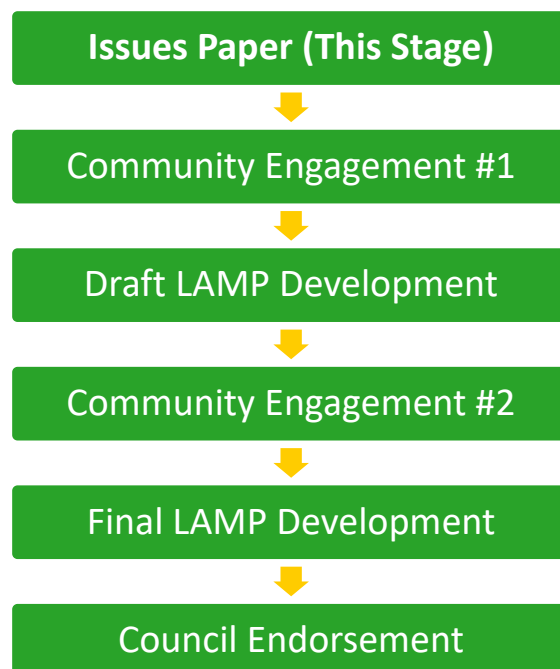 Issues Paper (This Stage)
Community Engagement #1
Draft LAMP Development
Community Engagement #2
Final LAMP Development
Council Endorsement